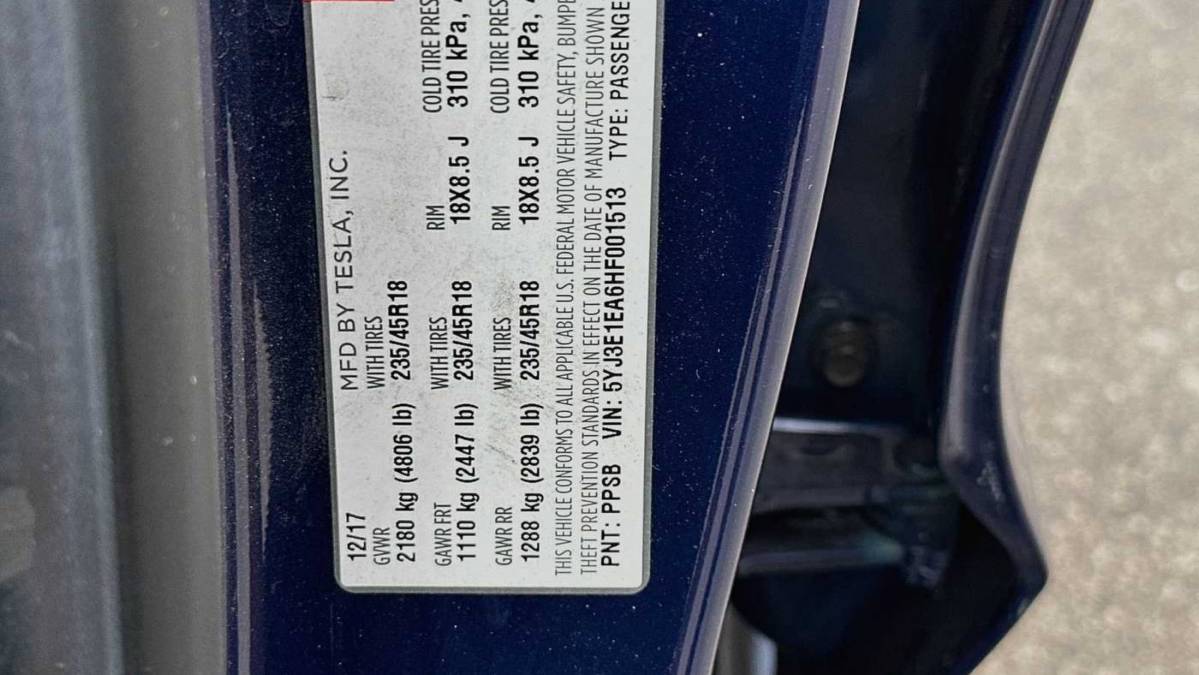 MFD BY TESLA, INC.
12/17
GVWR WITH TIRES RIM COLD TIRE PRES
2180 kg (4806 lb) 235/45R18
GAWR FRT WITH TIRES RIM COLD TIRE PRES
1110 kg (2447 lb) 235/45R18 18X8.5 J 310 kPa,
GAWR RR WITH TIRES RIM COLD TIRE PRES
1288 kg (2839 lb) 235/45R18 18X8.5 J 310 kPa,
THIS VEHICLE CONFORMS TO ALL APPLICABLE U.S. FEDERAL MOTOR VEHICLE SAFETY, BUMPE
THEFT PREVENTION STANDARDS IN EFFECT ON THE DATE OF MANUFACTURE SHOWN
PNT: PPSB VIN: 5YJ3E1EA6HF001513 TYPE: PASSENGE